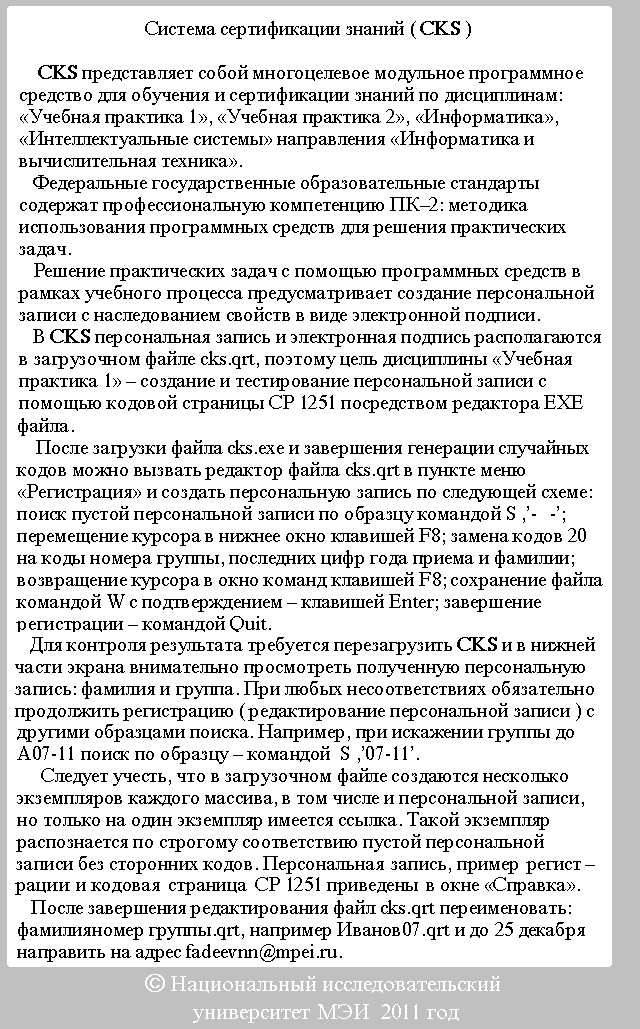 Система сертификации знаний ( CKS )
CKS представляет собой многоцелевое модульное программное
средство для обучения и сертификации знаний по дисциплинам:
«Учебная практика 1», «Учебная практика 2», «Информатика»,
«Интеллектуальные системы» направления «Информатика и
вычислительная техника».
Федеральные государственные образовательные стандарты
содержат профессиональную компетенцию ПК–2: методика
использования программных средств для решения практических
задач.
Решение практических задач с помощью программных средств в
рамках учебного процесса предусматривает создание персональной
записи с наследованием свойств в виде электронной подписи.
В CKS персональная запись и электронная подпись располагаются
в загрузочном файле cks.qrt, поэтому цель дисциплины «Учебная
практика 1» – создание и тестирование персональной записи с
помощью кодовой страницы CP 1251 посредством редактора EXE
файла.
После загрузки файла cks.exe и завершения генерации случайных
кодов можно вызвать редактор файла cks.qrt в пункте меню
«Регистрация» и создать персональную запись по следующей схеме:
поиск пустой персональной записи по образцу командой S ,’-   -’;
перемещение курсора в нижнее окно клавишей F8; замена кодов 20
на коды номера группы, последних цифр года приема и фамилии;
возвращение курсора в окно команд клавишей F8; сохранение файла
командой W с подтверждением – клавишей Enter; завершение
регистрации – командой Quit.
Для контроля результата требуется перезагрузить CKS и в нижней
части экрана внимательно просмотреть полученную персональную
запись: фамилия и группа. При любых несоответствиях обязательно
продолжить регистрацию ( редактирование персональной записи ) с
другими образцами поиска. Например, при искажении группы до
А07-11 поиск по образцу – командой  S ,’07-11’.
Следует учесть, что в загрузочном файле создаются несколько
экземпляров каждого массива, в том числе и персональной записи,
но только на один экземпляр имеется ссылка. Такой экземпляр
распознается по строгому соответствию пустой персональной
записи без сторонних кодов. Персональная запись, пример регист –
рации и кодовая страница CP 1251 приведены в окне «Справка».
После завершения редактирования файл cks.qrt переименовать:
фамилияномер группы.qrt, например Иванов07.qrt и до 25 декабря
направить на адрес fadeevnn@mpei.ru.
© Национальный исследовательский
университет МЭИ 2011 год